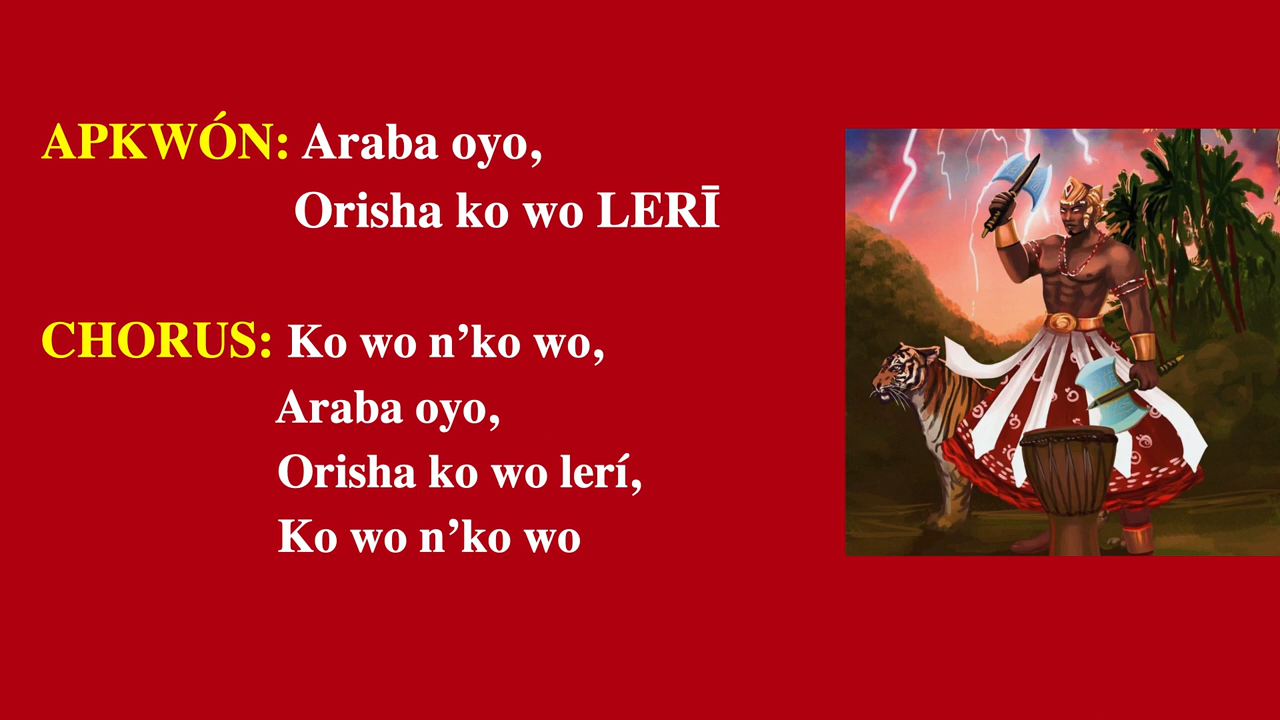 APKWÓN: Araba oyo,
Orisha ko wo LERĪ
CHORUS: Ko wo n’ko wo,
Araba oyo,
Orisha ko wo lerí,
Ko wo n’ko wo